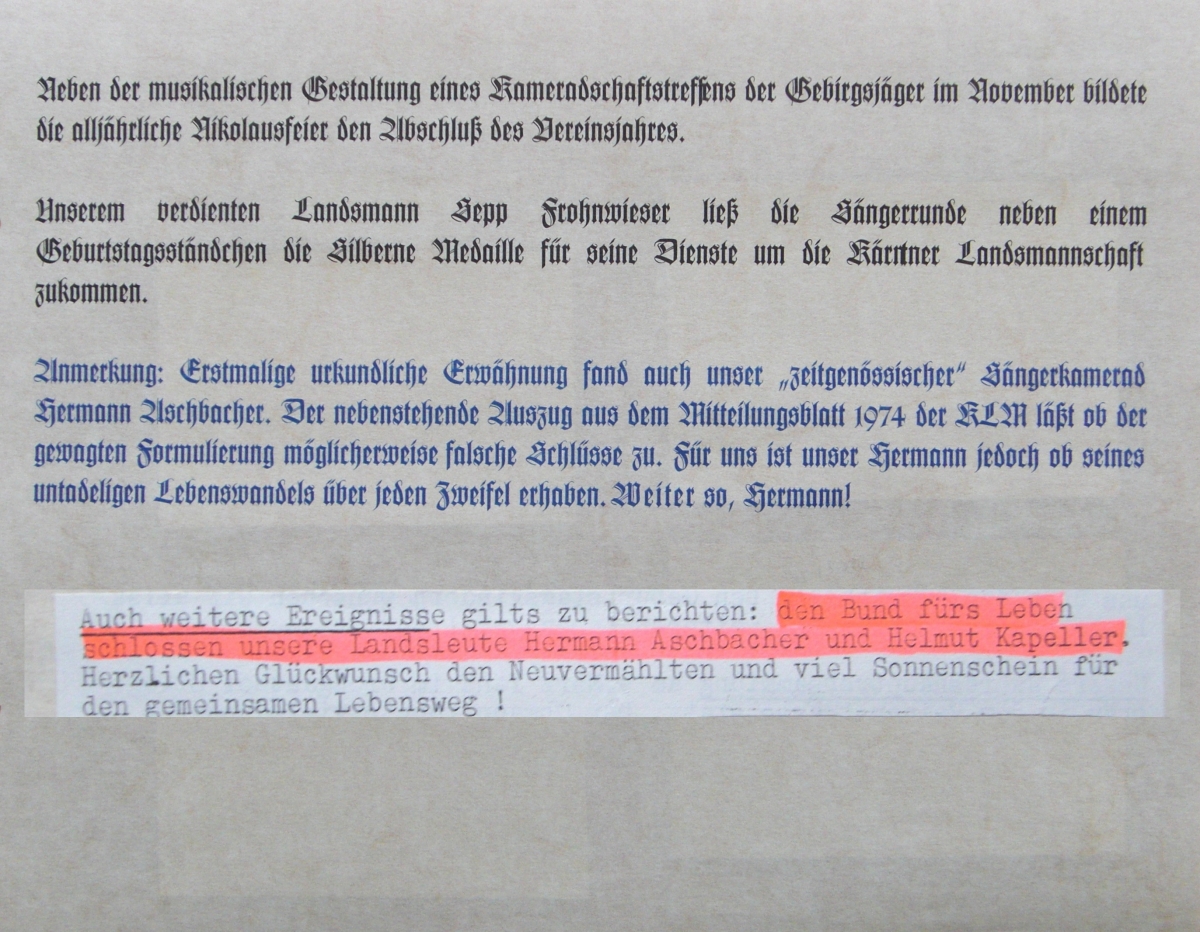 Neben der musikalischen Gestaltung eines Kameradschaftstreffens der Gebirgsjäger im November bildete
die alljährliche Nikolausfeier den Abschluß des Vereinsjahres.
Unserem verdienten Landsmann Sepp Frohnwieser ließ die Sängerrunde neben einem
Geburtstagsständchen die Silberne Medaille für seine Dienste um die Kärntner Landsmannschaft
zukommen.
Anmerkung: Erstmalige urkundliche Erwähnung fand auch unser „zeitgenössischer“ Sängerkamerad
Hermann Aschbacher. Der nebenstehende Auszug aus dem Mitteilungsblatt 1974 der KLM läßt ob der
gewagten Formulierung möglicherweise falsche Schlüsse zu. Für uns ist unser Hermann jedoch ob seines
untadeligen Lebenswandels über jeden Zweifel erhaben. Weiter so, Hermann!
Auch weitere Ereignisse gilts zu berichten: den Bund fürs Leben
schlossen unsere Landsleute Hermann Aschbacher und Helmut Kapeller.
Herzlichen Glückwunsch den Neuvermählten und viel Sonnenschein für
den gemeinsamen Lebensweg !